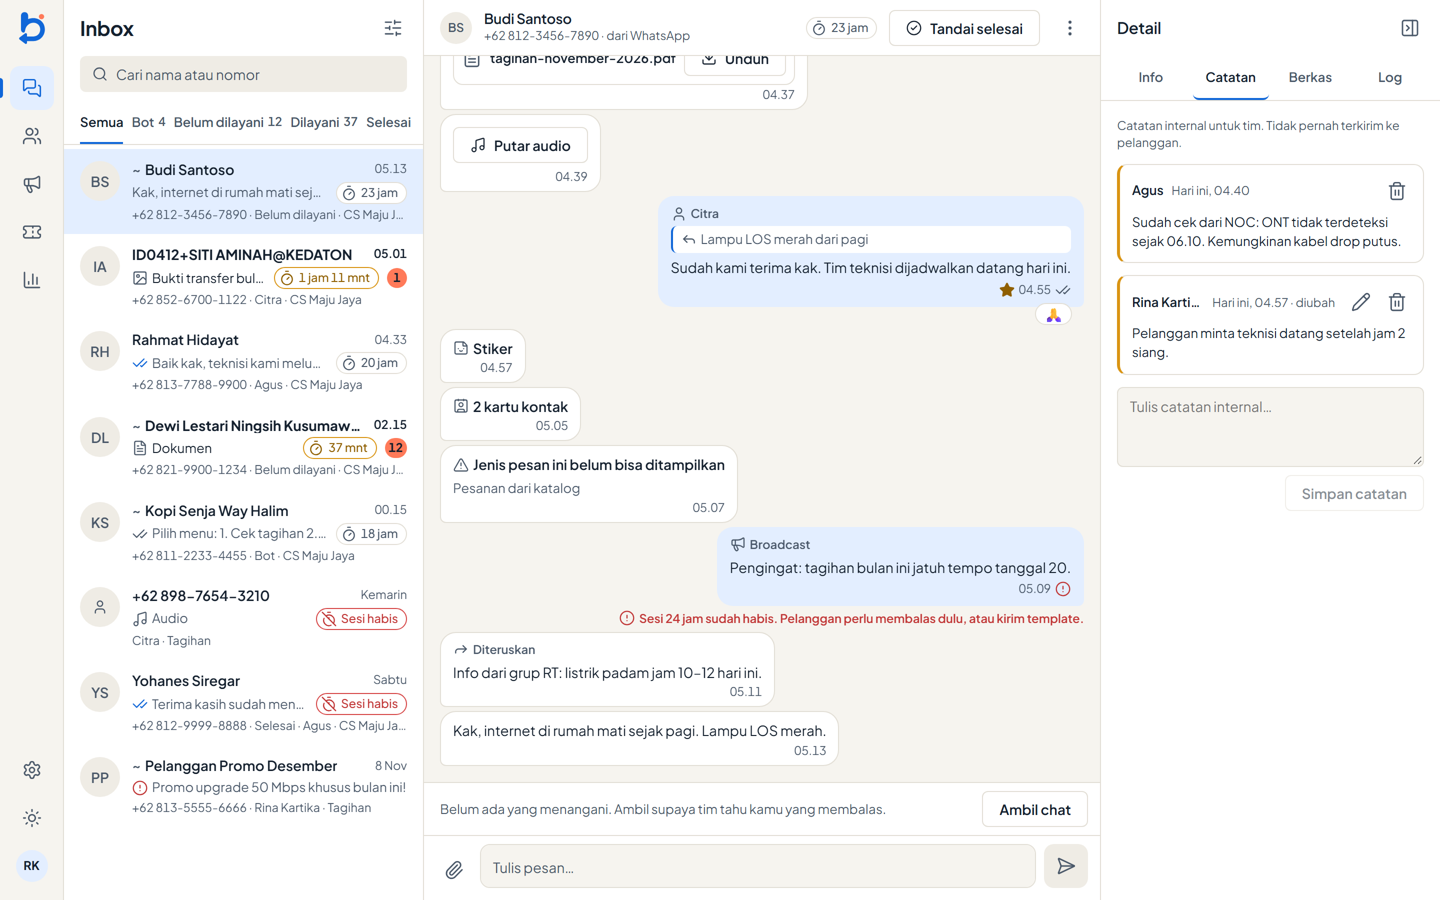 Inbox
Cari nama atau nomor
Semua Bot 4 Belum dilayani 12 Dilayani 37 Selesai
BS ~ Budi Santoso 05.13
Kak, internet di rumah mati sej… 23 jam
+62 812-3456-7890 · Belum dilayani · CS Maju J…
IA ID0412+SITI AMINAH@KEDATON 05.01
Bukti transfer bul… 1 jam 11 mnt 1
+62 852-6700-1122 · Citra · CS Maju Jaya
RH Rahmat Hidayat 04.33
Baik kak, teknisi kami melu… 20 jam
+62 813-7788-9900 · Agus · CS Maju Jaya
DL ~ Dewi Lestari Ningsih Kusumaw… 02.15
Dokumen 37 mnt 12
+62 821-9900-1234 · Belum dilayani · CS Maju J…
KS ~ Kopi Senja Way Halim 00.15
Pilih menu: 1. Cek tagihan 2.… 18 jam
+62 811-2233-4455 · Bot · CS Maju Jaya
+62 898-7654-3210 Kemarin
Audio Sesi habis
Citra · Tagihan
YS Yohanes Siregar Sabtu
Terima kasih sudah men… Sesi habis
+62 812-9999-8888 · Selesai · Agus · CS Maju Ja…
PP ~ Pelanggan Promo Desember 8 Nov
Promo upgrade 50 Mbps khusus bulan ini!
+62 813-5555-6666 · Rina Kartika · Tagihan
RK
BS Budi Santoso
+62 812-3456-7890 · dari WhatsApp
23 jam
Tandai selesai
tagihan-november-2026.pdf Unduh
04.37
Putar audio
04.39
Citra
Lampu LOS merah dari pagi
Sudah kami terima kak. Tim teknisi dijadwalkan datang hari ini.
04.55
Stiker
04.57
2 kartu kontak
05.05
Jenis pesan ini belum bisa ditampilkan
Pesanan dari katalog
05.07
Broadcast
Pengingat: tagihan bulan ini jatuh tempo tanggal 20.
05.09
Sesi 24 jam sudah habis. Pelanggan perlu membalas dulu, atau kirim template.
Diteruskan
Info dari grup RT: listrik padam jam 10–12 hari ini.
05.11
Kak, internet di rumah mati sejak pagi. Lampu LOS merah.
05.13
Belum ada yang menangani. Ambil supaya tim tahu kamu yang membalas.
Ambil chat
Tulis pesan…
Detail
Info Catatan Berkas Log
Catatan internal untuk tim. Tidak pernah terkirim ke
pelanggan.
Agus Hari ini, 04.40
Sudah cek dari NOC: ONT tidak terdeteksi
sejak 06.10. Kemungkinan kabel drop putus.
Rina Karti… Hari ini, 04.57 · diubah
Pelanggan minta teknisi datang setelah jam 2
siang.
Tulis catatan internal…
Simpan catatan